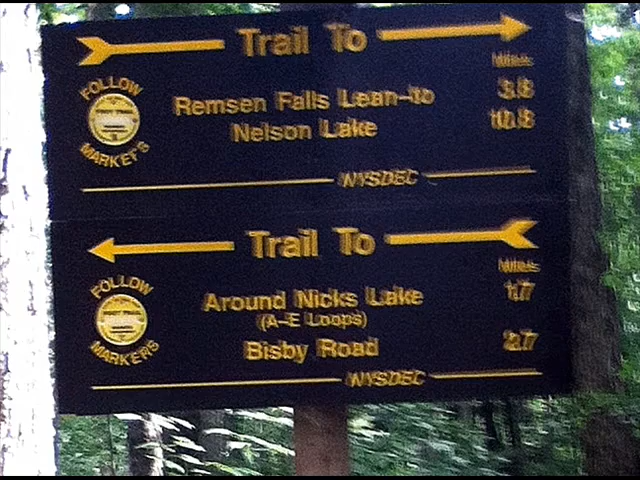 Trail To
Miles
FOLLOW
MARKERS
Remsen Falls Lean-to 3.8
Nelson Lake 10.8
NYSDEC
Trail To
Miles
FOLLOW
MARKERS
Around Nicks Lake 1.7
(A-E Loops)
Bisby Road 2.7
NYSDEC